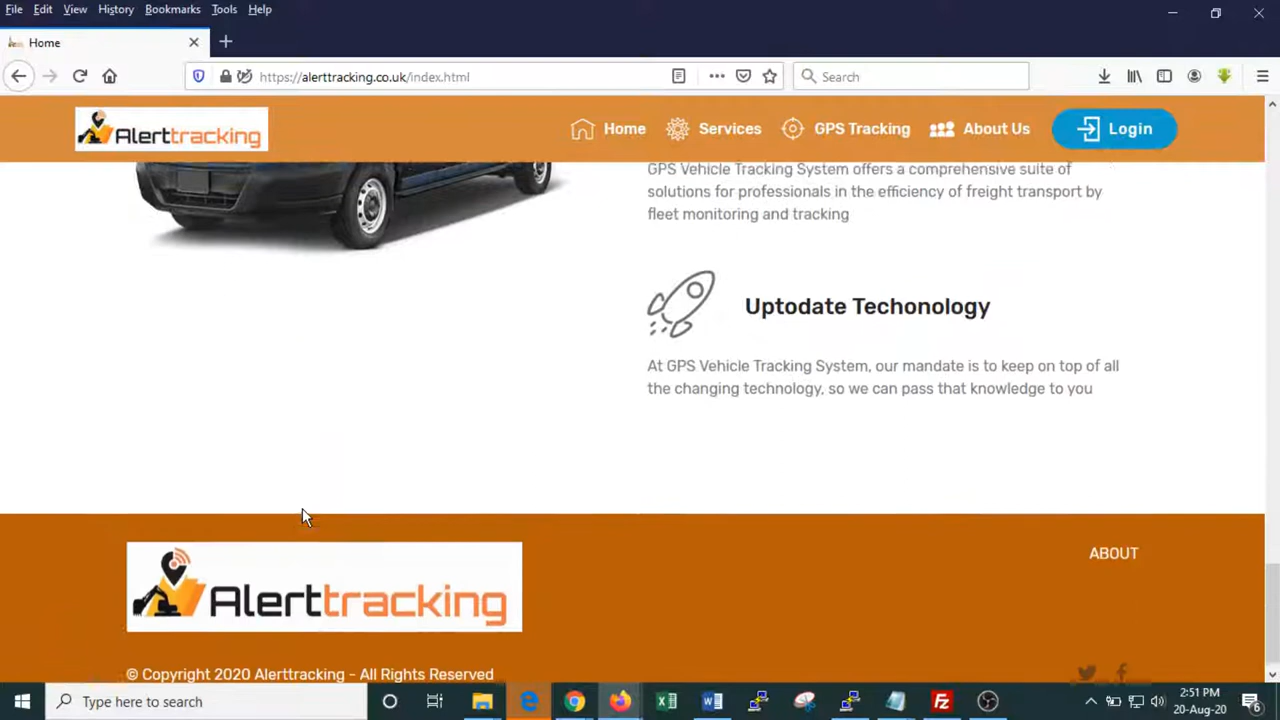 File Edit View History Bookmarks Tools Help
Home
https://alerttracking.co.uk/index.html
Search
Alerttracking
Home Services GPS Tracking About Us Login
GPS Vehicle Tracking System offers a comprehensive suite of
solutions for professionals in the efficiency of freight transport by
fleet monitoring and tracking
Uptodate Techonology
At GPS Vehicle Tracking System, our mandate is to keep on top of all
the changing technology, so we can pass that knowledge to you
Alerttracking
ABOUT
© Copyright 2020 Alerttracking - All Rights Reserved
Type here to search
2:51 PM
20-Aug-20
6